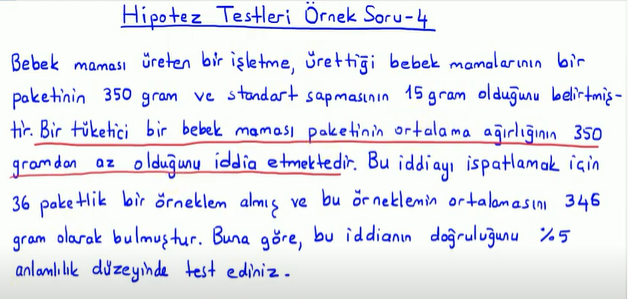 Hipotez Testleri Örnek Soru-4
Bebek maması üreten bir işletme, ürettiği bebek mamalarının bir
paketinin 350 gram ve standart sapmasının 15 gram olduğunu belirtmiş-
tir. Bir tüketici bir bebek maması paketinin ortalama ağırlığının 350
gramdan az olduğunu iddia etmektedir. Bu iddiayı ispatlamak için
36 paketlik bir örneklem almış ve bu örneklemin ortalamasını 346
gram olarak bulmuştur. Buna göre, bu iddianın doğruluğunu %5
anlamlılık düzeyinde test ediniz.